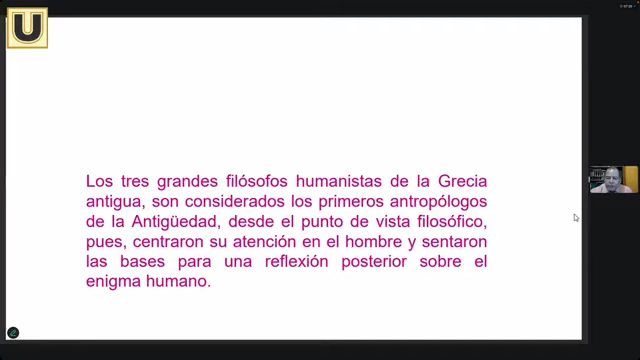 U
Los tres grandes filósofos humanistas de la Grecia
antigua, son considerados los primeros antropólogos
de la Antigüedad, desde el punto de vista filosófico,
pues, centraron su atención en el hombre y sentaron
las bases para una reflexión posterior sobre el
enigma humano.